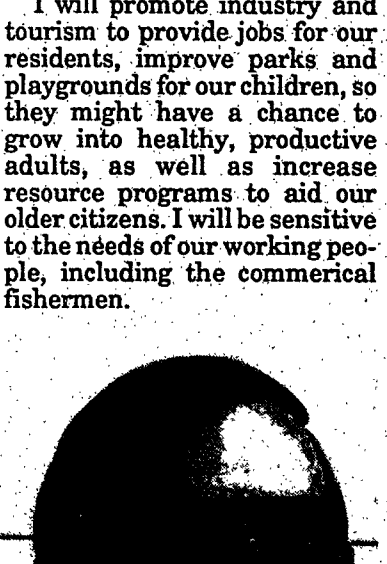 I will promote industry and
tourism to provide jobs for our
residents, improve parks and
playgrounds for our children, so
they might have a chance to
grow into healthy, productive
adults, as well as increase
resource programs to aid our
older citizens. I will be sensitive
to the needs of our working peo-
ple, including the commerical
fishermen.